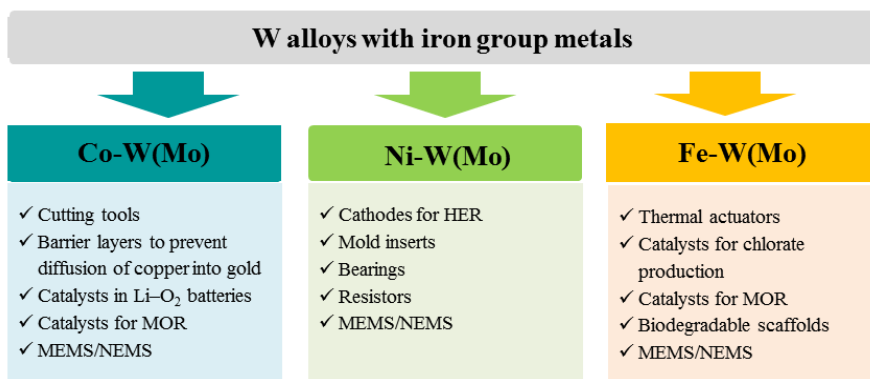 W alloys with iron group metals
Co-W(Mo)
✓ Cutting tools
✓ Barrier layers to prevent
diffusion of copper into gold
✓ Catalysts in Li–O₂ batteries
✓ Catalysts for MOR
✓ MEMS/NEMS
Ni-W(Mo)
✓ Cathodes for HER
✓ Mold inserts
✓ Bearings
✓ Resistors
✓ MEMS/NEMS
Fe-W(Mo)
✓ Thermal actuators
✓ Catalysts for chlorate
production
✓ Catalysts for MOR
✓ Biodegradable scaffolds
✓ MEMS/NEMS